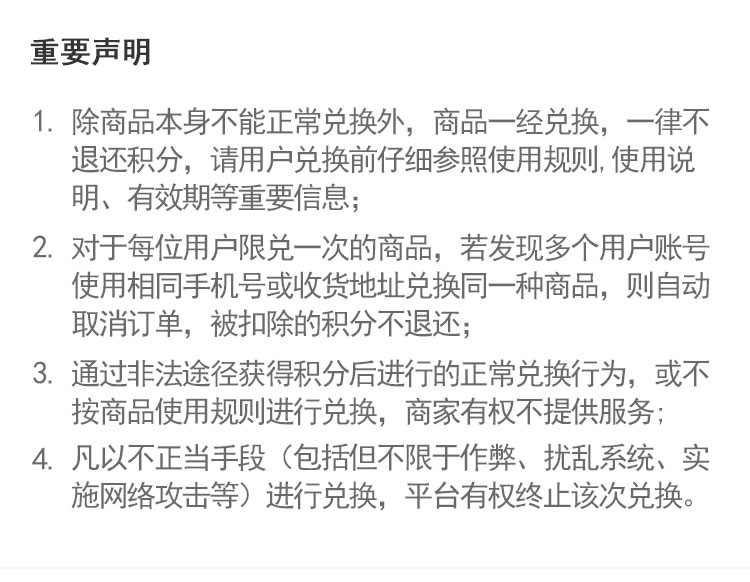 重要声明
1. 除商品本身不能正常兑换外，商品一经兑换，一律不
退还积分，请用户兑换前仔细参照使用规则,使用说
明、有效期等重要信息；
2. 对于每位用户限兑一次的商品，若发现多个用户账号
使用相同手机号或收货地址兑换同一种商品，则自动
取消订单，被扣除的积分不退还；
3. 通过非法途径获得积分后进行的正常兑换行为，或不
按商品使用规则进行兑换，商家有权不提供服务;
4. 凡以不正当手段（包括但不限于作弊、扰乱系统、实
施网络攻击等）进行兑换，平台有权终止该次兑换。